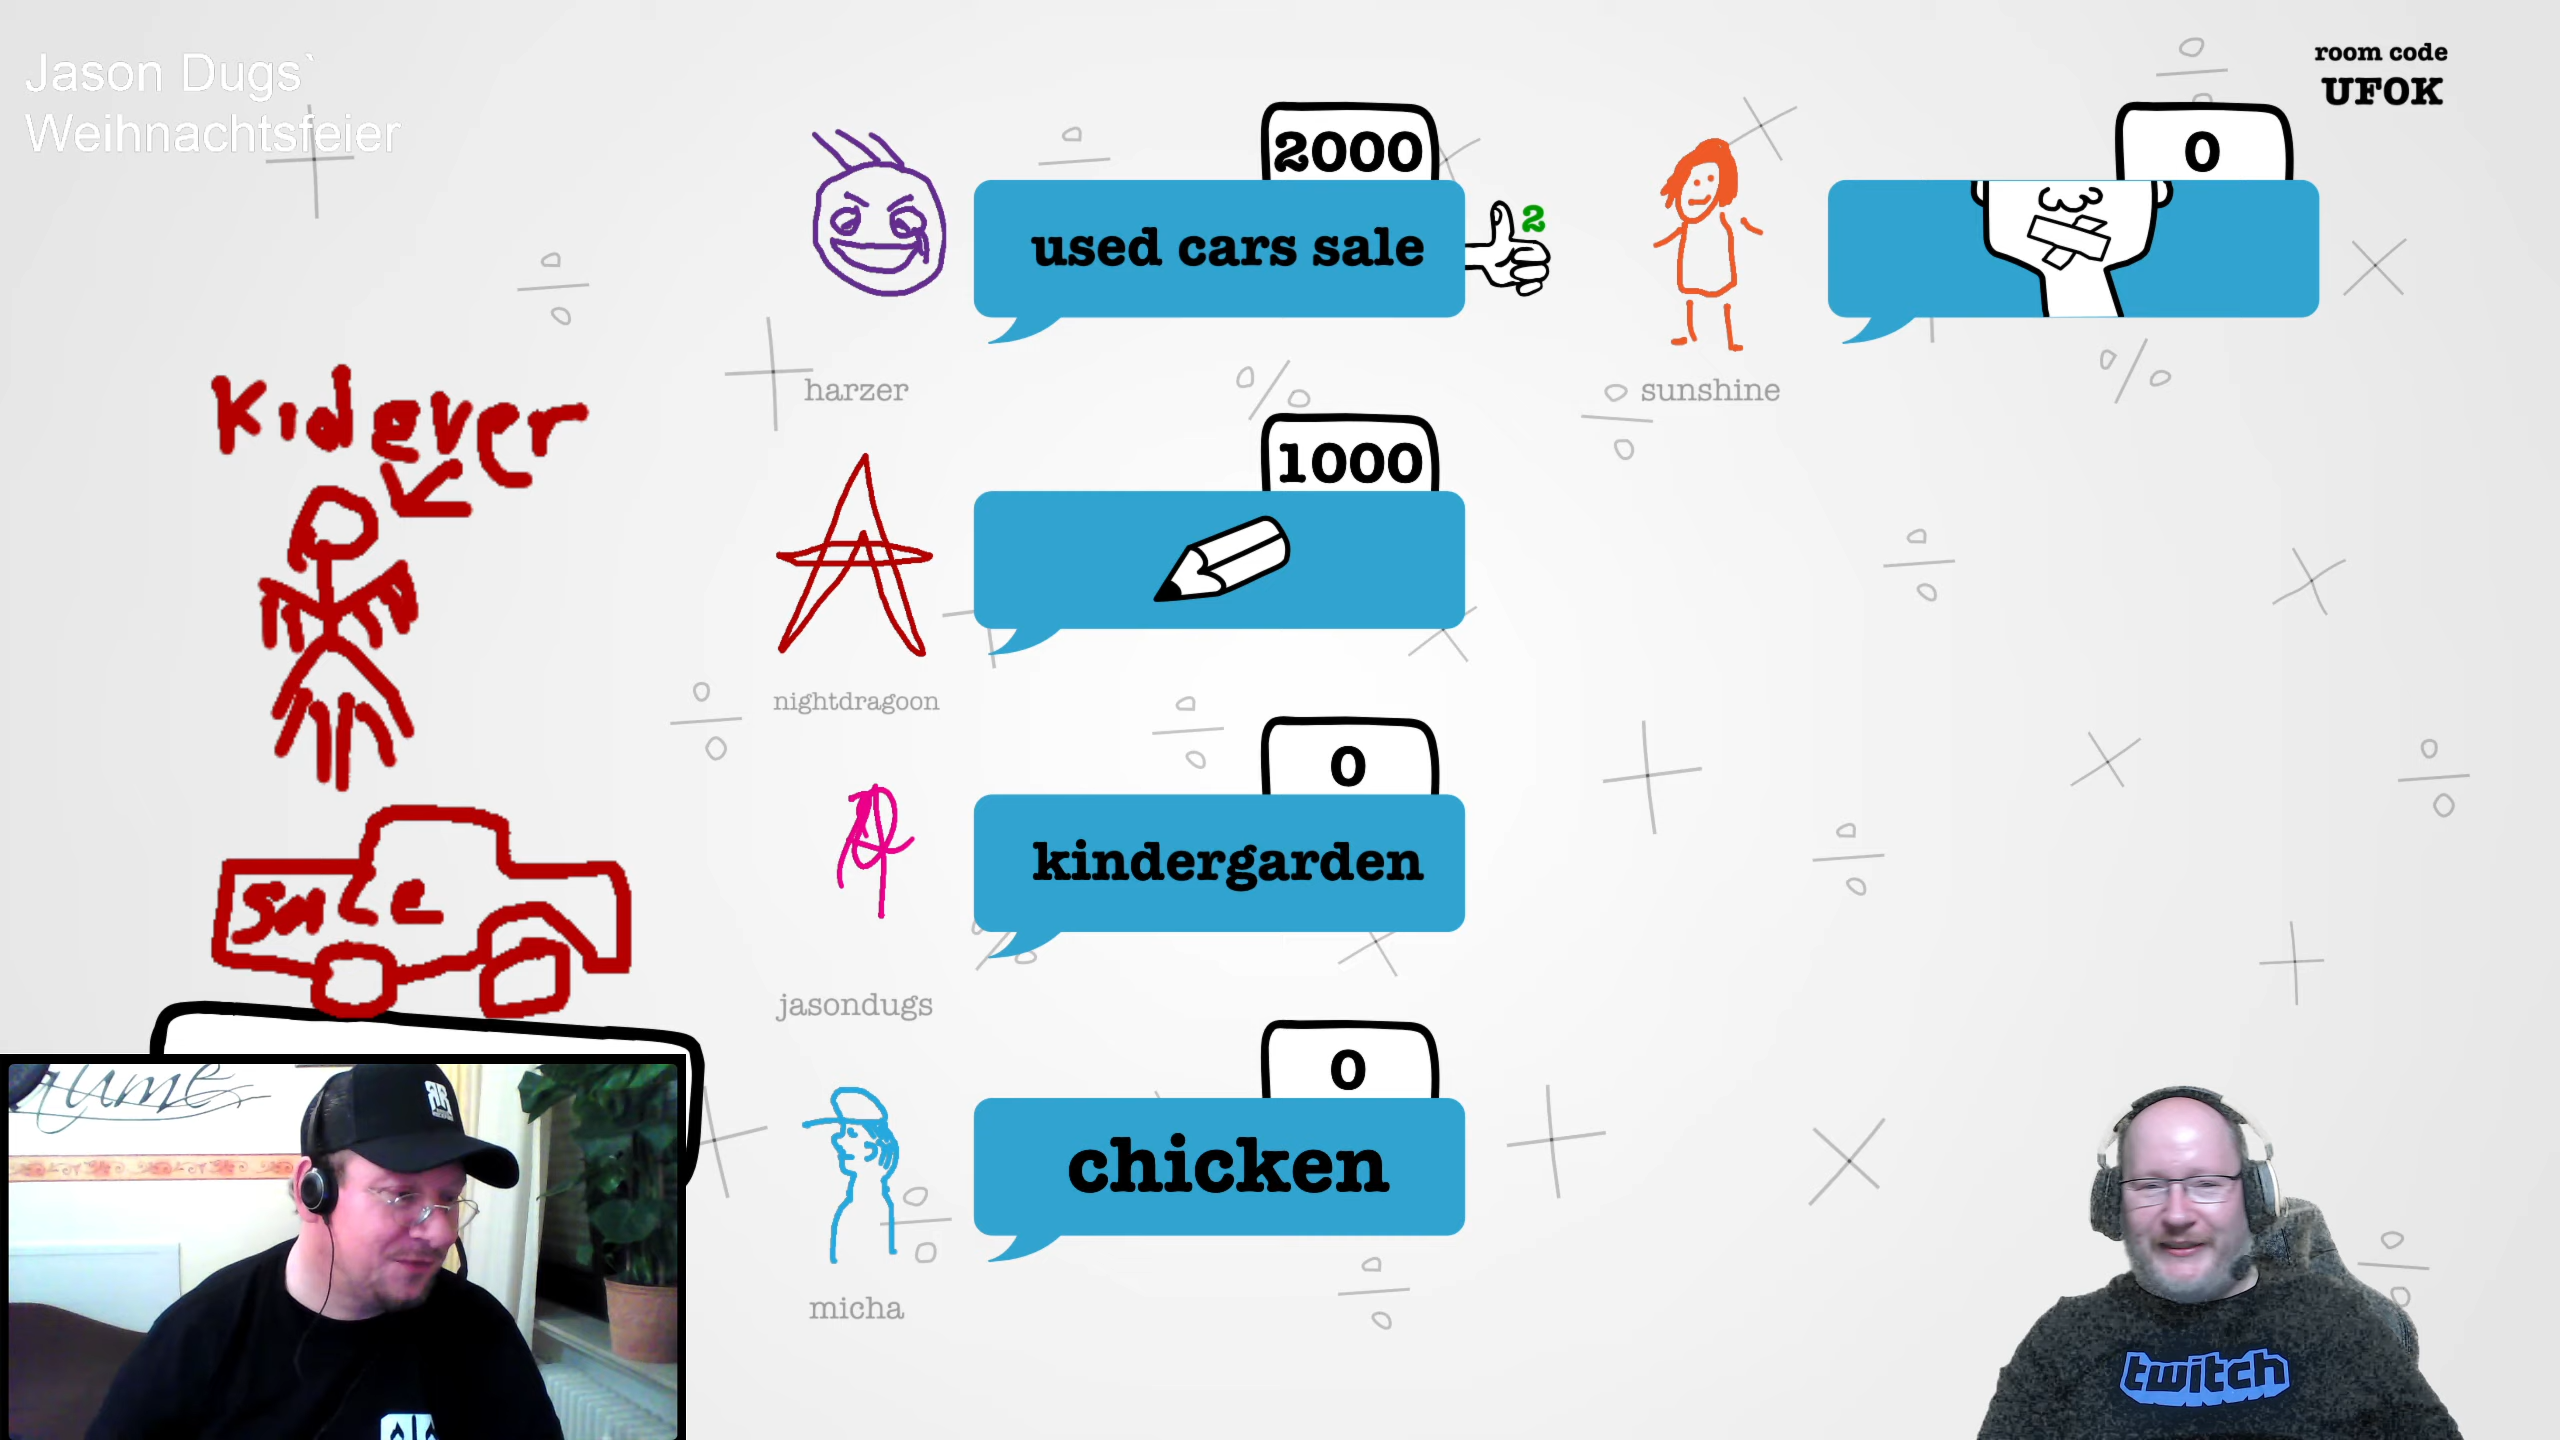 Jason Dugs`
Weihnachtsfeier
room code
UFOK
2000
used cars sale
2
harzer
0
sunshine
Kidever
sale
1000
nightdragoon
0
kindergarden
jasondugs
0
chicken
micha
twitch